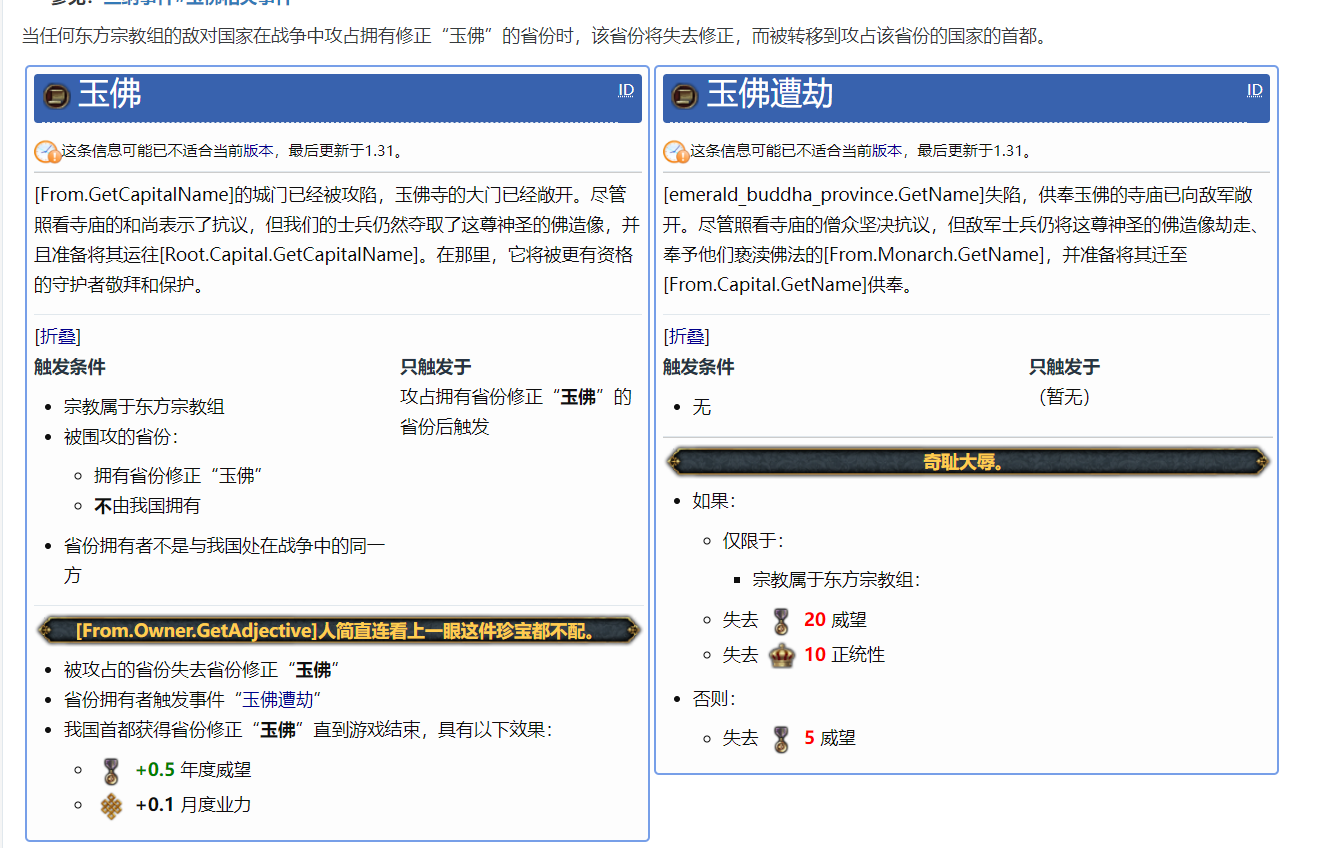 当任何东方宗教组的敌对国家在战争中攻占拥有修正“玉佛”的省份时，该省份将失去修正，而被转移到攻占该省份的国家的首都。
玉佛
ID
这条信息可能已不适合当前版本，最后更新于1.31。
[From.GetCapitalName]的城门已经被攻陷，玉佛寺的大门已经敞开。尽管
照看寺庙的和尚表示了抗议，但我们的士兵仍然夺取了这尊神圣的佛造像，并
且准备将其运往[Root.Capital.GetCapitalName]。在那里，它将被更有资格
的守护者敬拜和保护。
[折叠]
触发条件
宗教属于东方宗教组
被围攻的省份：
拥有省份修正“玉佛”
不由我国拥有
省份拥有者不是与我国处在战争中的同一
方
只触发于
攻占拥有省份修正“玉佛”的
省份后触发
[From.Owner.GetAdjective]人简直连看上一眼这件珍宝都不配。
被攻占的省份失去省份修正“玉佛”
省份拥有者触发事件“玉佛遭劫”
我国首都获得省份修正“玉佛”直到游戏结束，具有以下效果：
+0.5 年度威望
+0.1 月度业力
玉佛遭劫
ID
这条信息可能已不适合当前版本，最后更新于1.31。
[emerald_buddha_province.GetName]失陷，供奉玉佛的寺庙已向敌军敞
开。尽管照看寺庙的僧众坚决抗议，但敌军士兵仍将这尊神圣的佛造像劫走、
奉予他们亵渎佛法的[From.Monarch.GetName]，并准备将其迁至
[From.Capital.GetName]供奉。
[折叠]
触发条件
无
只触发于
（暂无）
奇耻大辱。
如果：
仅限于：
宗教属于东方宗教组：
失去 20 威望
失去 10 正统性
否则：
失去 5 威望